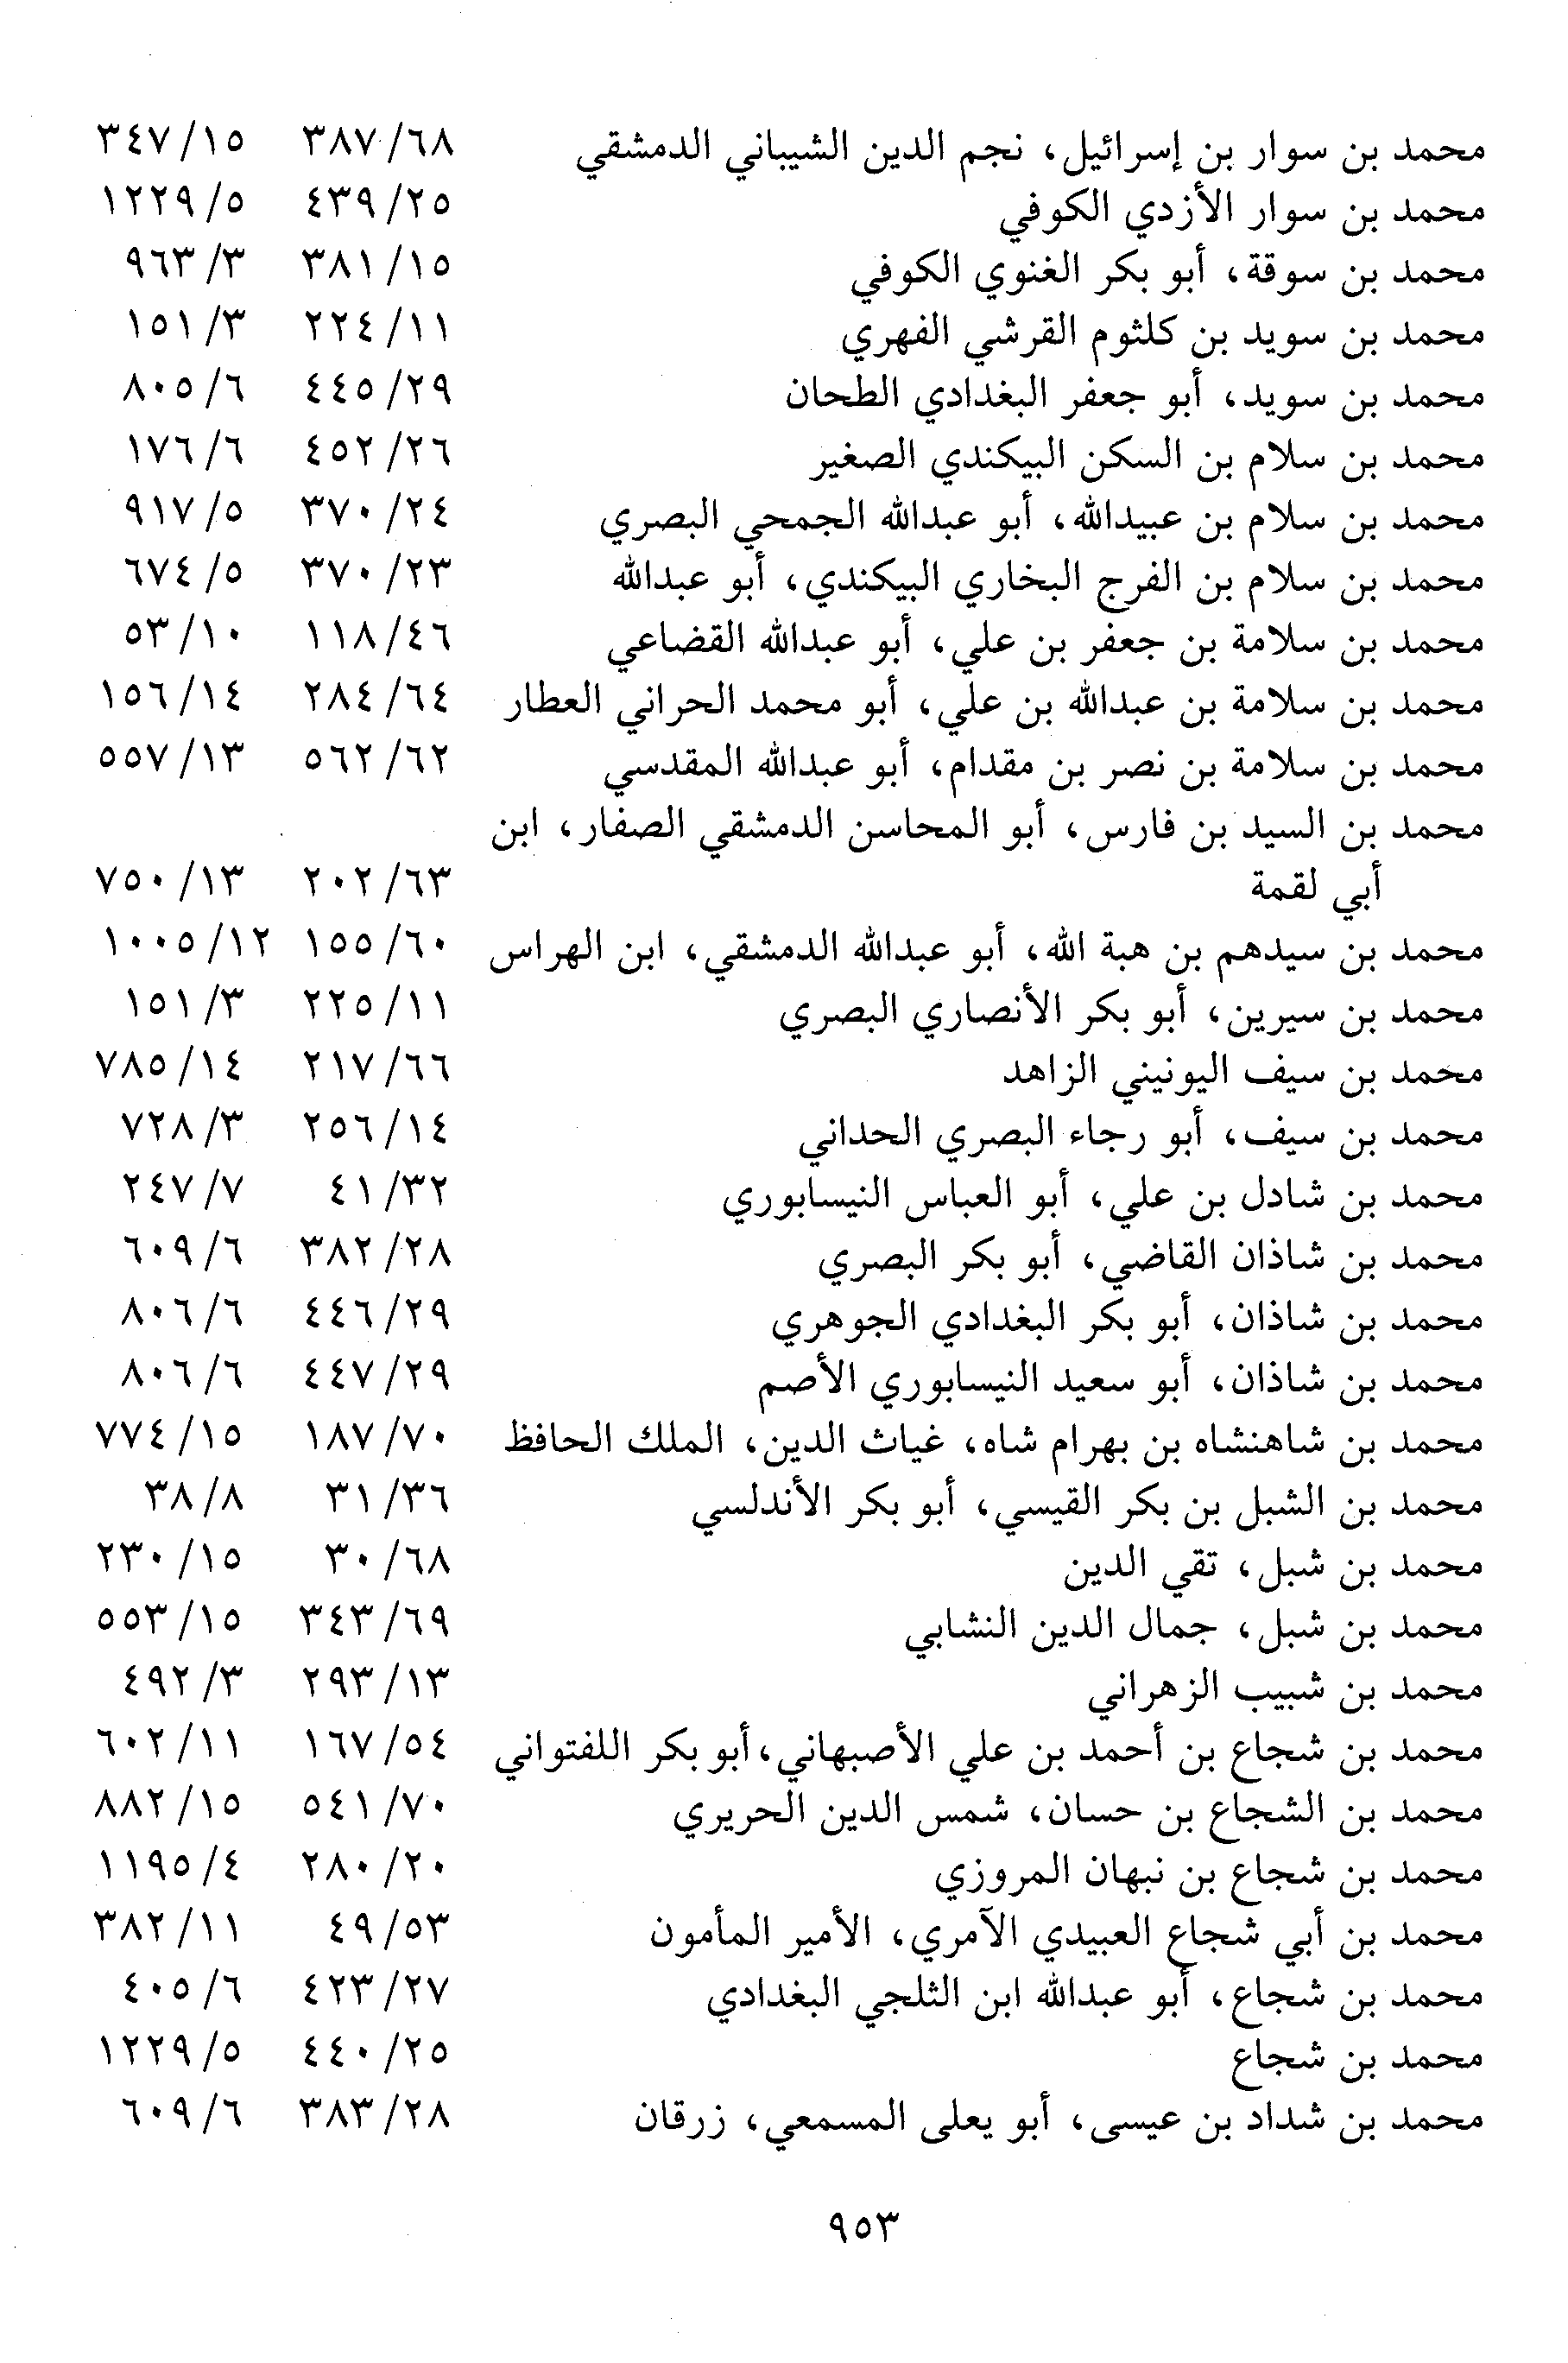 محمد بن سوار بن إسرائيل، نجم الدين الشيباني الدمشقي ٣٨٧/٦٨ ٣٤٧/١٥
محمد بن سوار الأزدي الكوفي ٤٣٩/٢٥ ١٢٢٩/٥
محمد بن سوقة، أبو بكر الغنوي الكوفي ٣٨١/١٥ ٩٦٣/٣
محمد بن سويد بن كلثوم القرشي الفهري ٢٢٤/١١ ١٥١/٣
محمد بن سويد، أبو جعفر البغدادي الطحان ٤٤٥/٢٩ ٨٠٥/٦
محمد بن سلام بن السكن البيكندي الصغير ٤٥٢/٢٦ ١٧٦/٦
محمد بن سلام بن عبيدالله، أبو عبدالله الجمحي البصري ٣٧٠/٢٤ ٩١٧/٥
محمد بن سلام بن الفرج البخاري البيكندي، أبو عبدالله ٣٧٠/٢٣ ٦٧٤/٥
محمد بن سلامة بن جعفر بن علي، أبو عبدالله القضاعي ١١٨/٤٦ ٥٣/١٠
محمد بن سلامة بن عبدالله بن علي، أبو محمد الحراني العطار ٢٨٤/٦٤ ١٥٦/١٤
محمد بن سلامة بن نصر بن مقدام، أبو عبدالله المقدسي ٥٦٢/٦٢ ٥٥٧/١٣
محمد بن السيد بن فارس، أبو المحاسن الدمشقي الصفار، ابن
أبي لقمة ٢٠٢/٦٣ ٧٥٠/١٣
محمد بن سيدهم بن هبة الله، أبو عبدالله الدمشقي، ابن الهراس ١٥٥/٦٠ ١٠٠٥/١٢
محمد بن سيرين، أبو بكر الأنصاري البصري ٢٢٥/١١ ١٥١/٣
محمد بن سيف اليونيني الزاهد ٢١٧/٦٦ ٧٨٥/١٤
محمد بن سيف، أبو رجاء البصري الحداني ٢٥٦/١٤ ٧٢٨/٣
محمد بن شادل بن علي، أبو العباس النيسابوري ٤١/٣٢ ٢٤٧/٧
محمد بن شاذان القاضي، أبو بكر البصري ٣٨٢/٢٨ ٦٠٩/٦
محمد بن شاذان، أبو بكر البغدادي الجوهري ٤٤٦/٢٩ ٨٠٦/٦
محمد بن شاذان، أبو سعيد النيسابوري الأصم ٤٤٧/٢٩ ٨٠٦/٦
محمد بن شاهنشاه بن بهرام شاه، غياث الدين، الملك الحافظ ١٨٧/٧٠ ٧٧٤/١٥
محمد بن الشبل بن بكر القيسي، أبو بكر الأندلسي ٣١/٣٦ ٣٨/٨
محمد بن شبل، تقي الدين ٣٠/٦٨ ٢٣٠/١٥
محمد بن شبل، جمال الدين النشابي ٣٤٣/٦٩ ٥٥٣/١٥
محمد بن شبيب الزهراني ٢٩٣/١٣ ٤٩٢/٣
محمد بن شجاع بن أحمد بن علي الأصبهاني، أبو بكر اللفتواني ١٦٧/٥٤ ٦٠٢/١١
محمد بن الشجاع بن حسان، شمس الدين الحريري ٥٤١/٧٠ ٨٨٢/١٥
محمد بن شجاع بن نبهان المروزي ٢٨٠/٢٠ ١١٩٥/٤
محمد بن أبي شجاع العبيدي الآمري، الأمير المأمون ٤٩/٥٣ ٣٨٢/١١
محمد بن شجاع، أبو عبدالله ابن الثلجي البغدادي ٤٢٣/٢٧ ٤٠٥/٦
محمد بن شجاع ٤٤٠/٢٥ ١٢٢٩/٥
محمد بن شداد بن عيسى، أبو يعلى المسمعي، زرقان ٣٨٣/٢٨ ٦٠٩/٦
٩٥٣